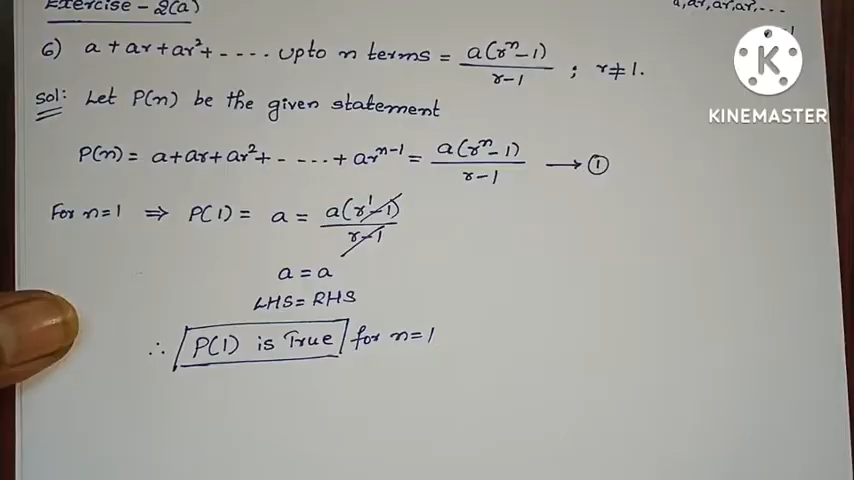 Exercise - 2(a)
a, ar, ar, ar, ...
6) a + ar + ar² + - .... upto n terms = a(rⁿ-1)/r-1 ; r≠1.
KINEMASTER
Sol: Let P(n) be the given statement
P(n) = a + ar + ar² + - - ... + arⁿ⁻¹ = a(rⁿ-1)/r-1 → ①
For n=1 ⇒ P(1) = a = a(r¹-1)/r-1
a = a
LHS = RHS
∴ P(1) is True for n=1